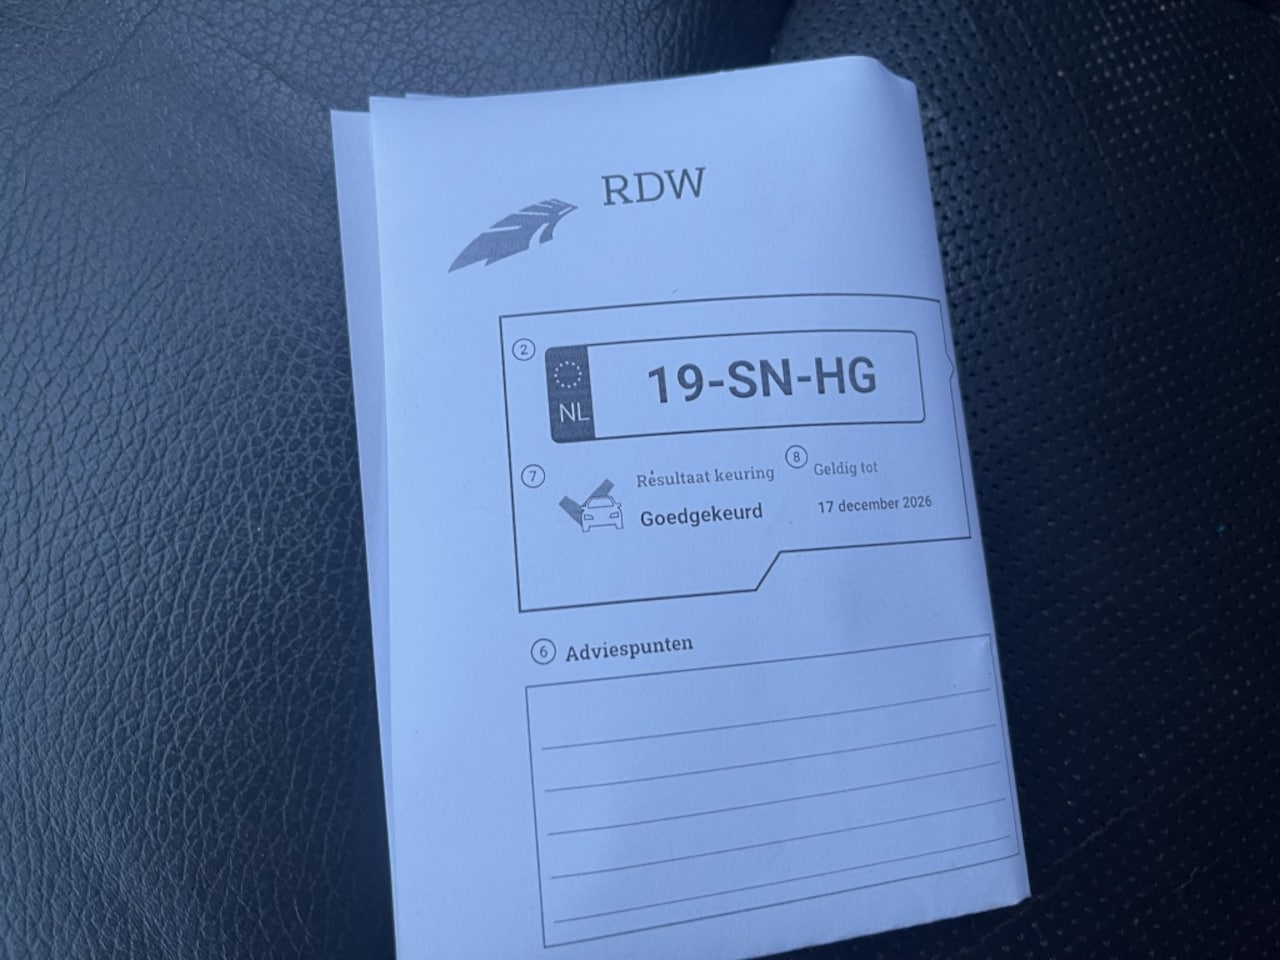 RDW
2
NL
19-SN-HG
7
Resultaat keuring
8
Geldig tot
Goedgekeurd
17 december 2026
6 Adviespunten